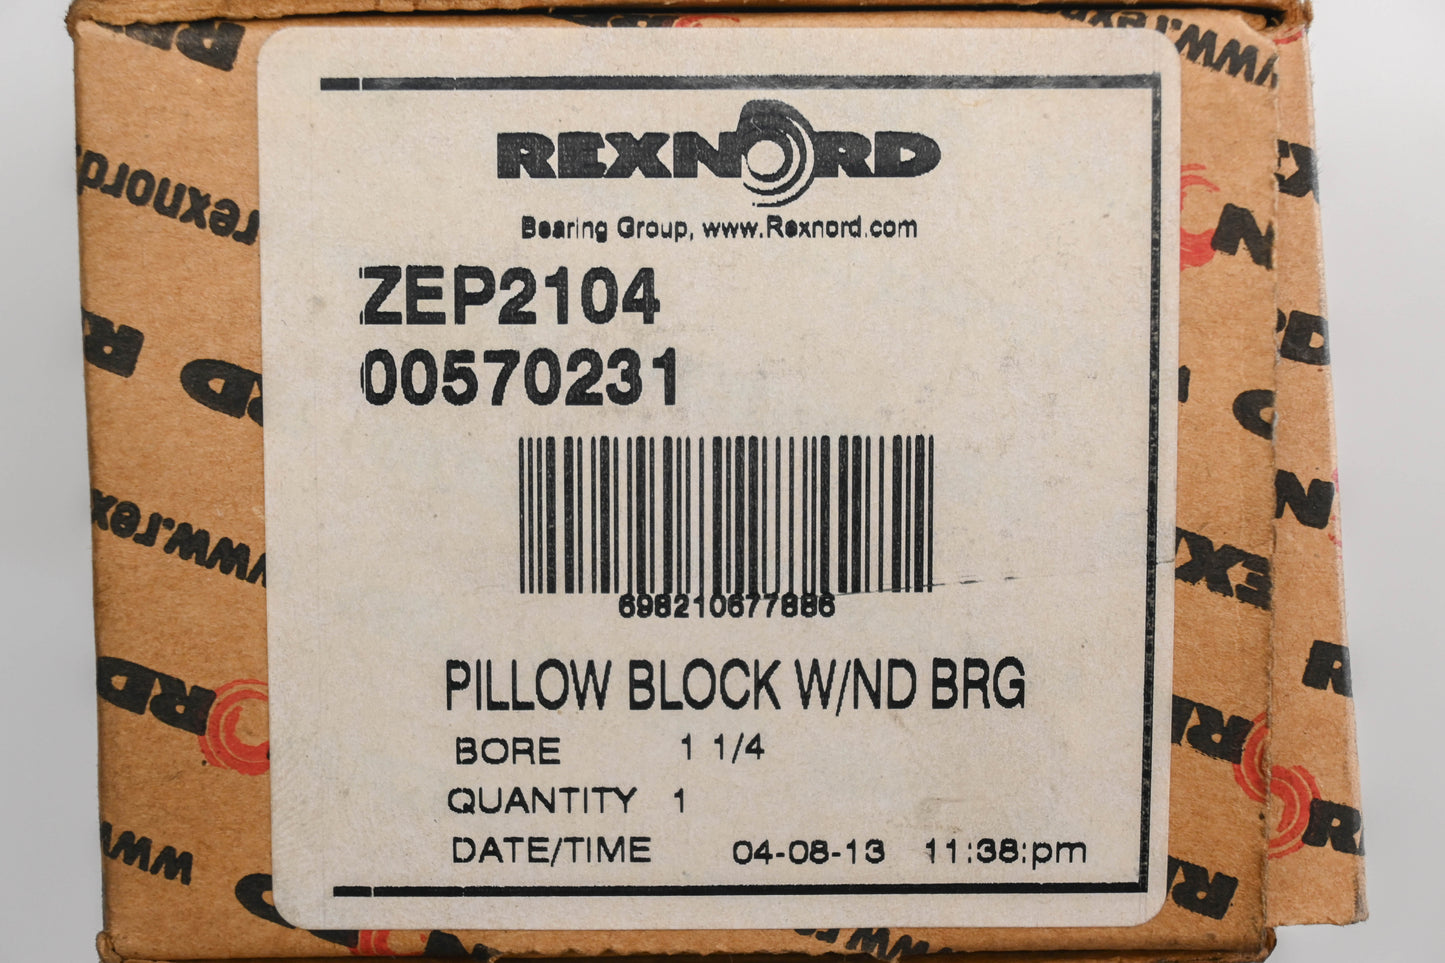 REXNORD
Bearing Group, www.Rexnord.com
ZEP2104
00570231
698210677886
PILLOW BLOCK W/ND BRG
BORE 1 1/4
QUANTITY 1
DATE/TIME 04-08-13 11:38:pm
rexnord